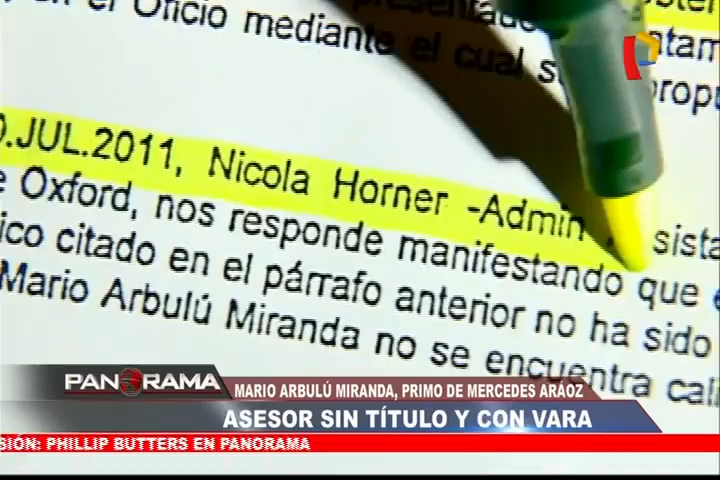 en el Oficio mediante el cual s
0.JUL.2011, Nicola Horner -Admin
Oxford, nos responde manifestando que
ico citado en el párrafo anterior no ha sido
Mario Arbulú Miranda no se encuentra
PANORAMA
MARIO ARBULÚ MIRANDA, PRIMO DE MERCEDES ARÁOZ
ASESOR SIN TÍTULO Y CON VARA
SIÓN: PHILLIP BUTTERS EN PANORAMA